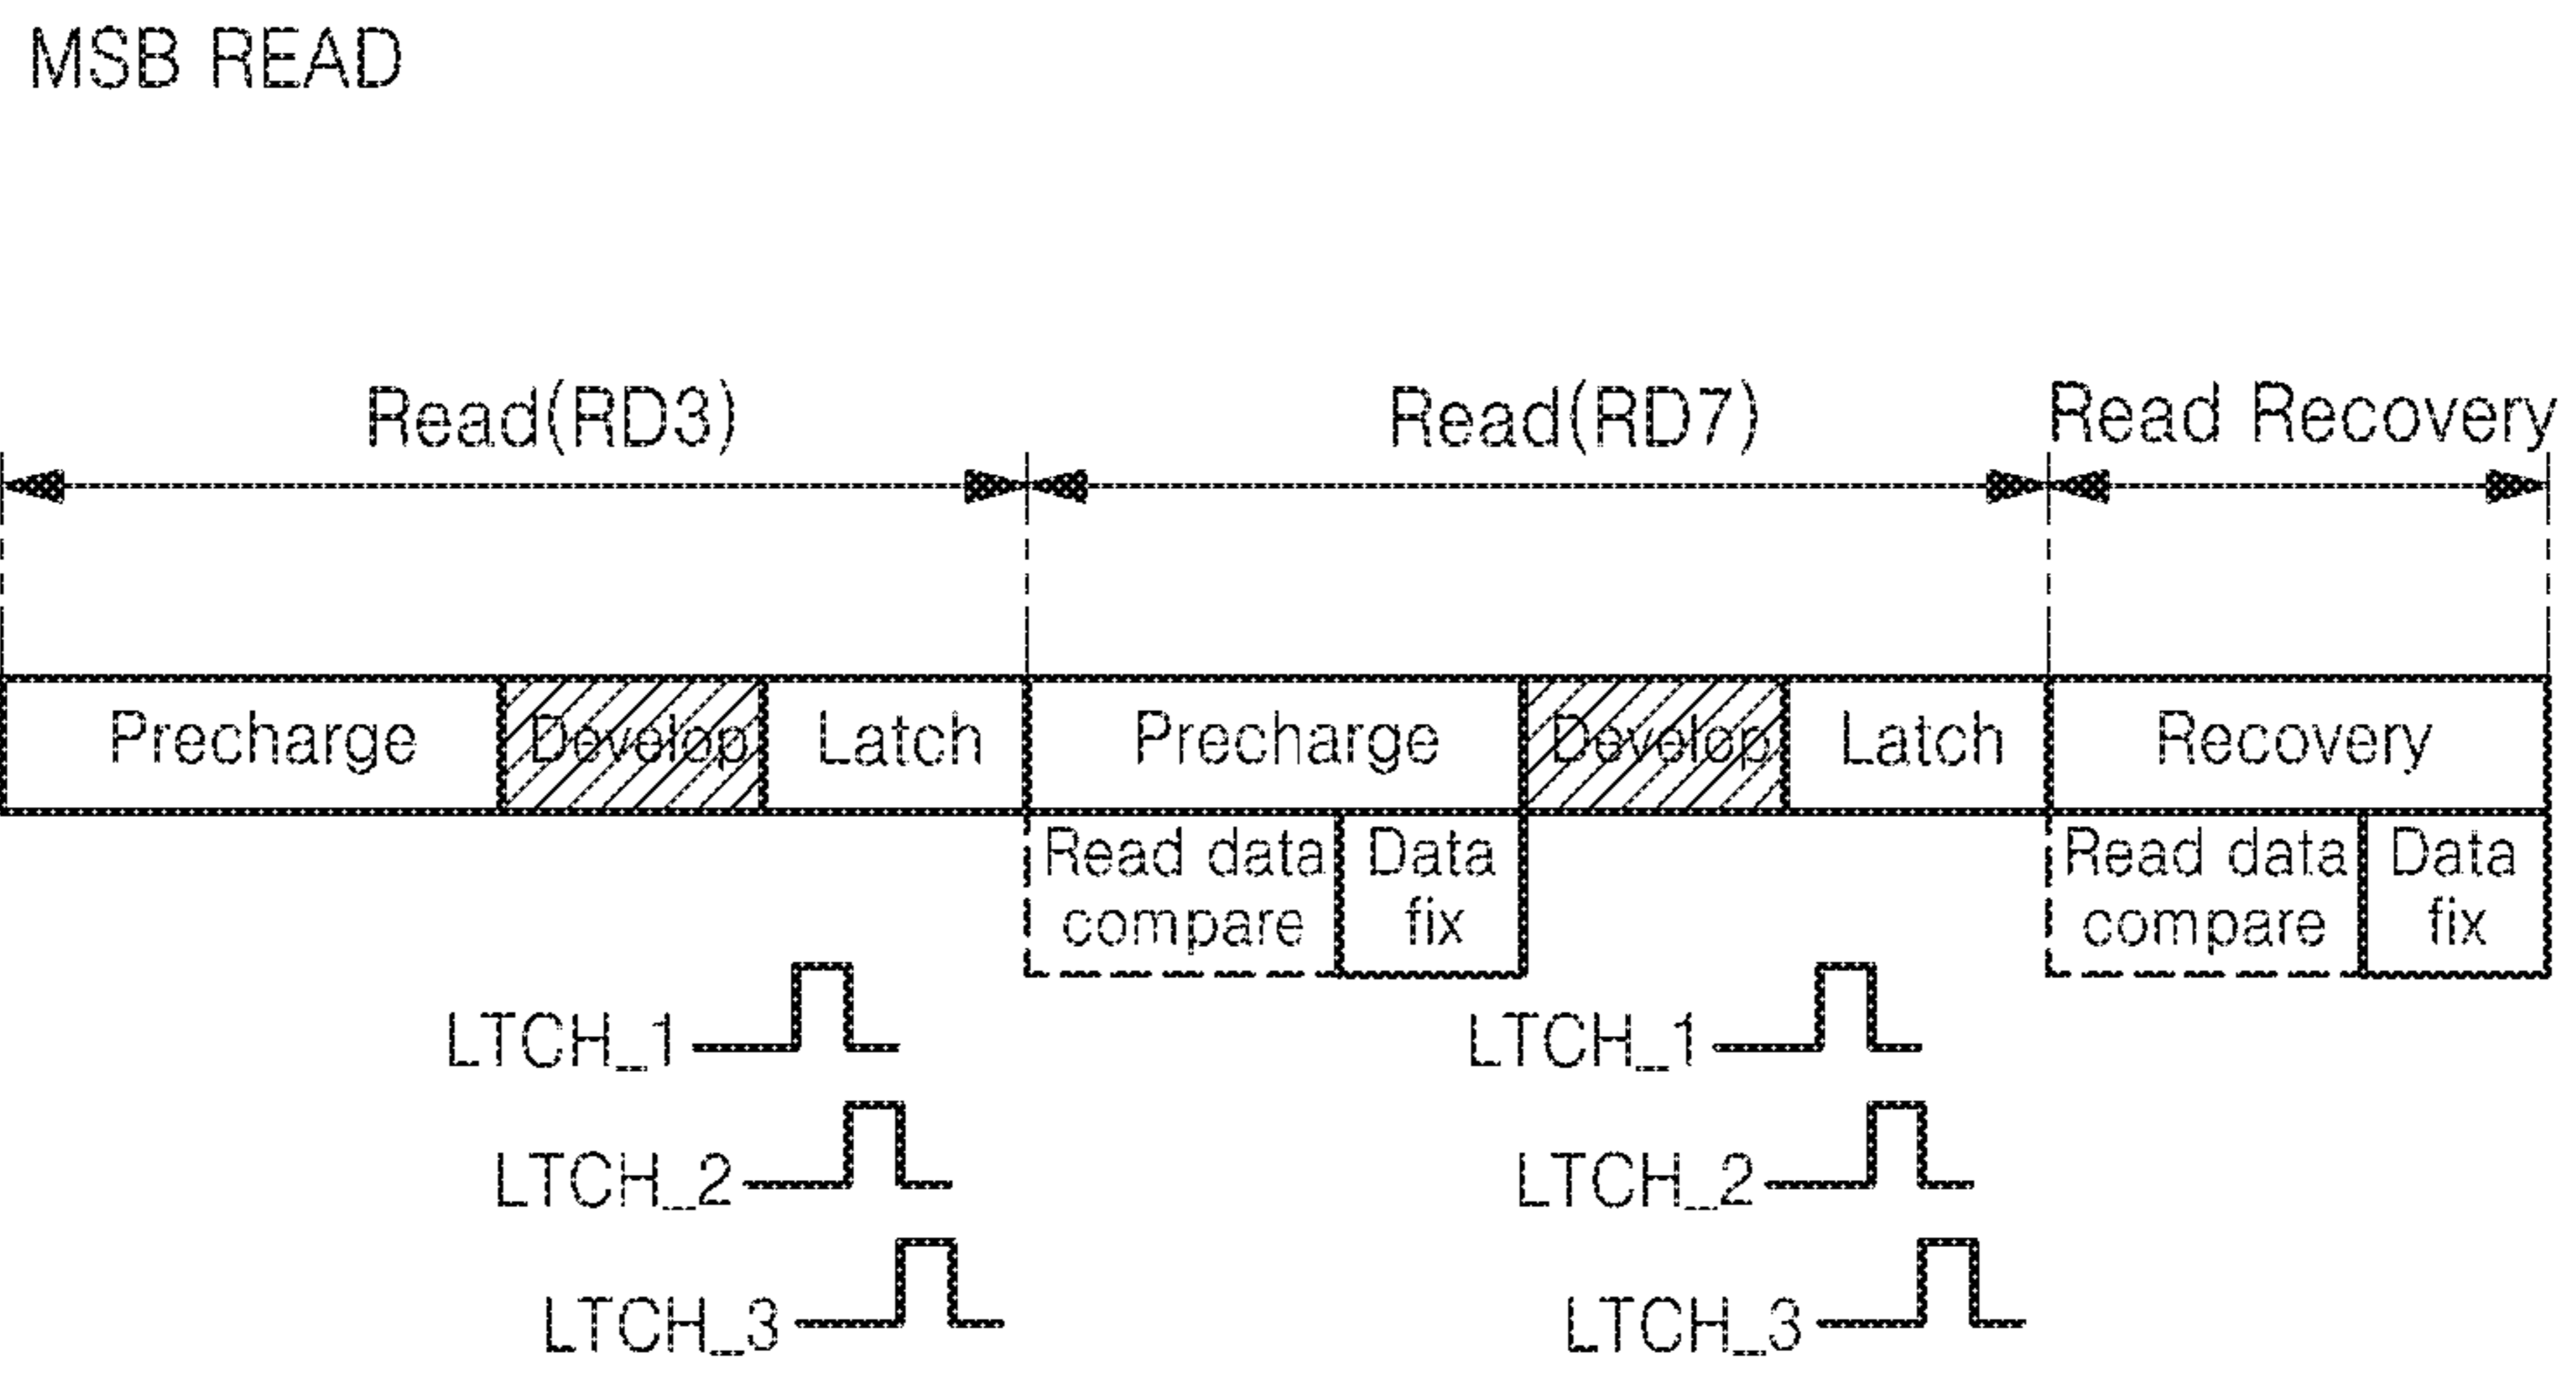 MSB READ
Read(RD3) Read(RD7) Read Recovery
Precharge Develop Latch Precharge Develop Latch Recovery
Read data compare Data fix Read data compare Data fix
LTCH_1 LTCH_1
LTCH_2 LTCH_2
LTCH_3 LTCH_3